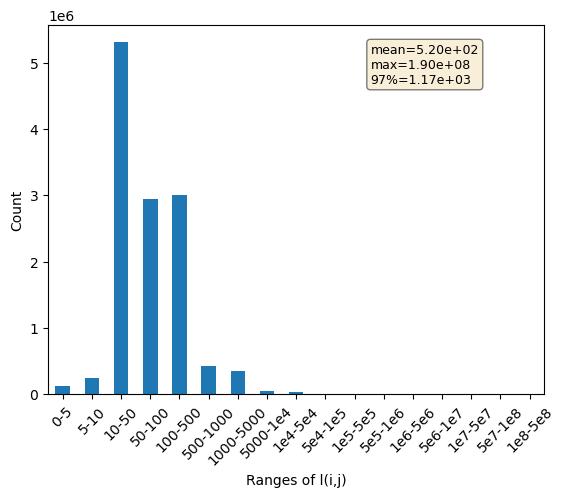 1e6
mean=5.20e+02
max=1.90e+08
97%=1.17e+03
5
4
3
2
1
0
Count
0-5
5-10
10-50
50-100
100-500
500-1000
1000-5000
5000-1e4
1e4-5e4
5e4-1e5
1e5-5e5
5e5-1e6
1e6-5e6
5e6-1e7
1e7-5e7
5e7-1e8
1e8-5e8
Ranges of l(i,j)